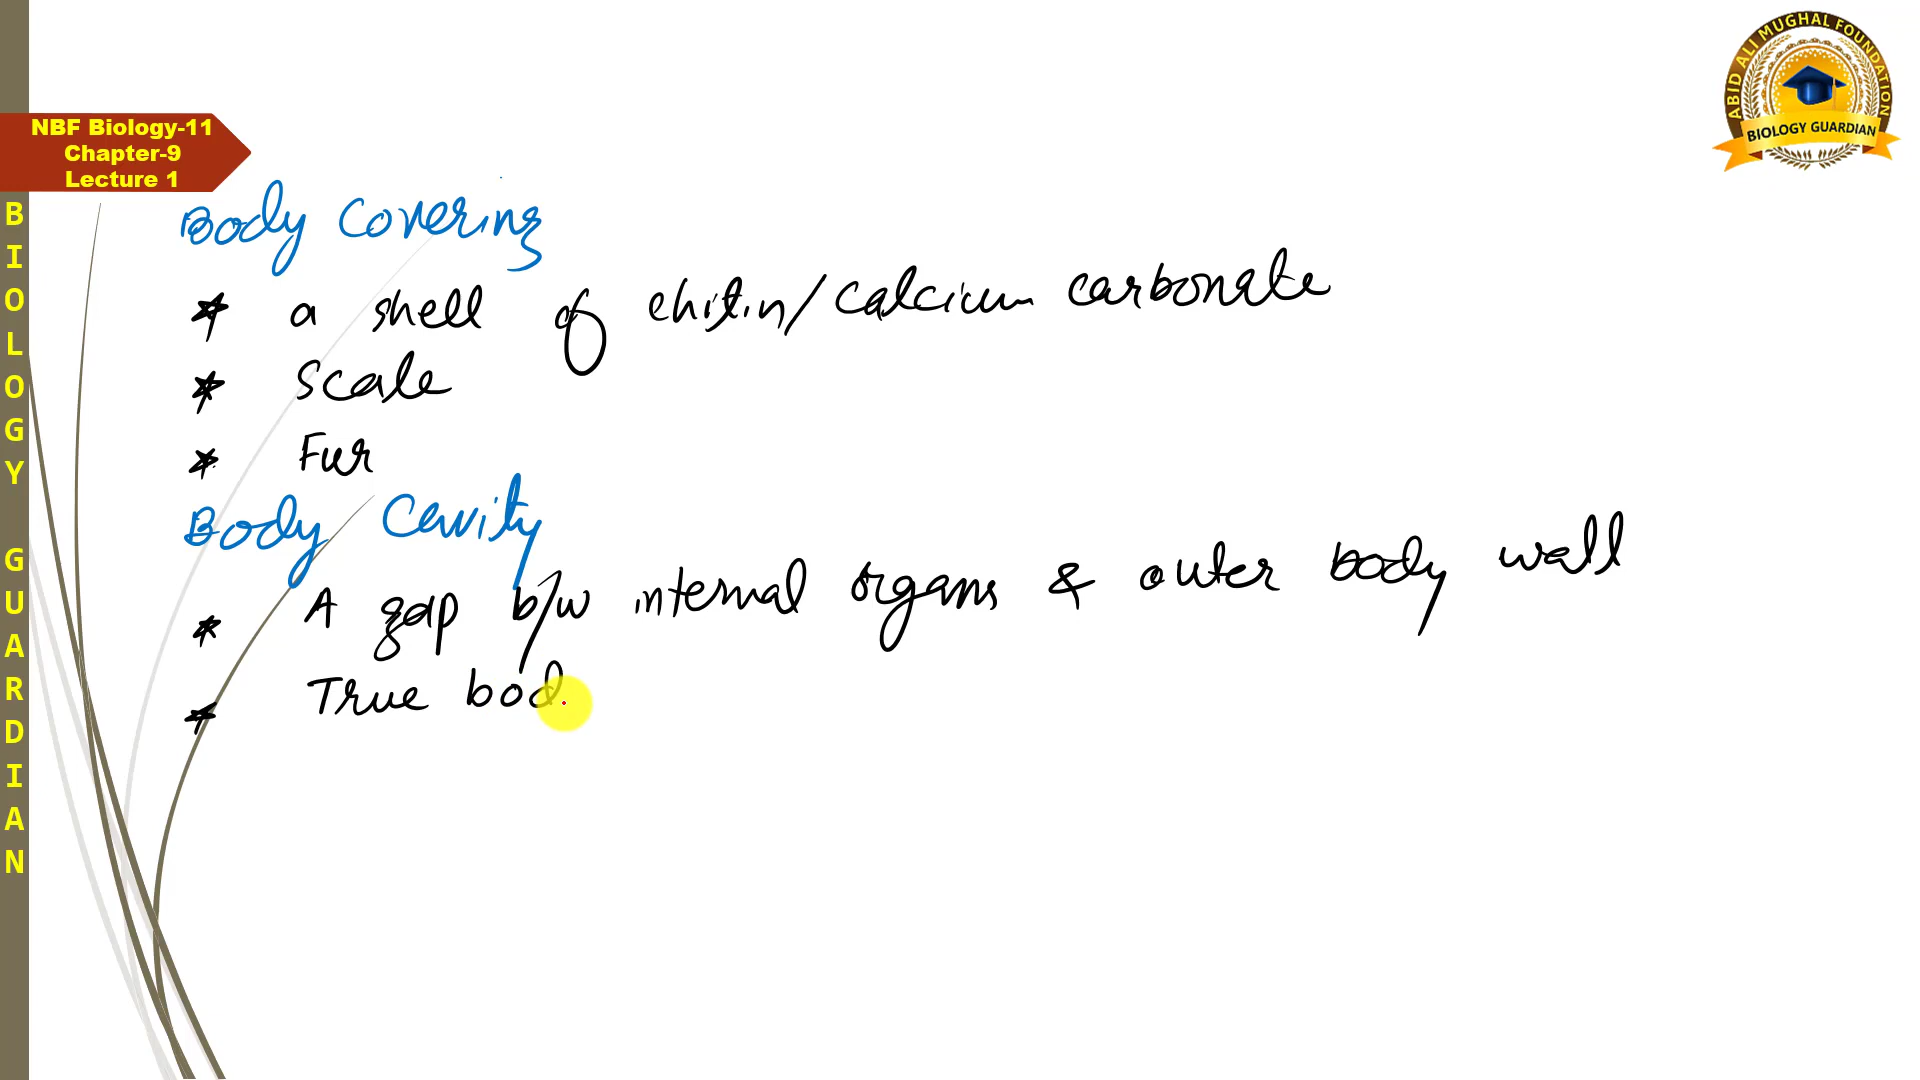 ABID ALI MUGHAL FOUNDATION
BIOLOGY GUARDIAN
NBF Biology-11
Chapter-9
Lecture 1
BIOLOGY GUARDIAN
Body Covering
* a shell of chitin/calcium carbonate
* Scale
* Fur
Body Cavity
* A gap b/w internal organs & outer body wall
* True bod